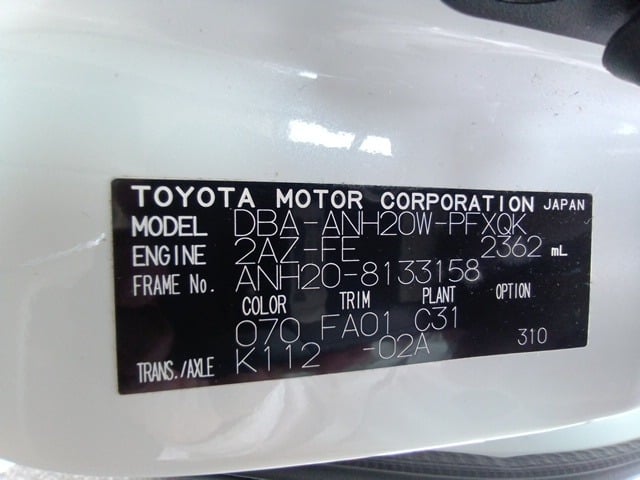 TOYOTA MOTOR CORPORATION JAPAN
MODEL DBA-ANH20W-PFXQK
ENGINE 2AZ-FE 2362 mL
FRAME No. ANH20-8133158
COLOR TRIM PLANT OPTION
070 FA01 C31
TRANS./AXLE K112 -02A 310